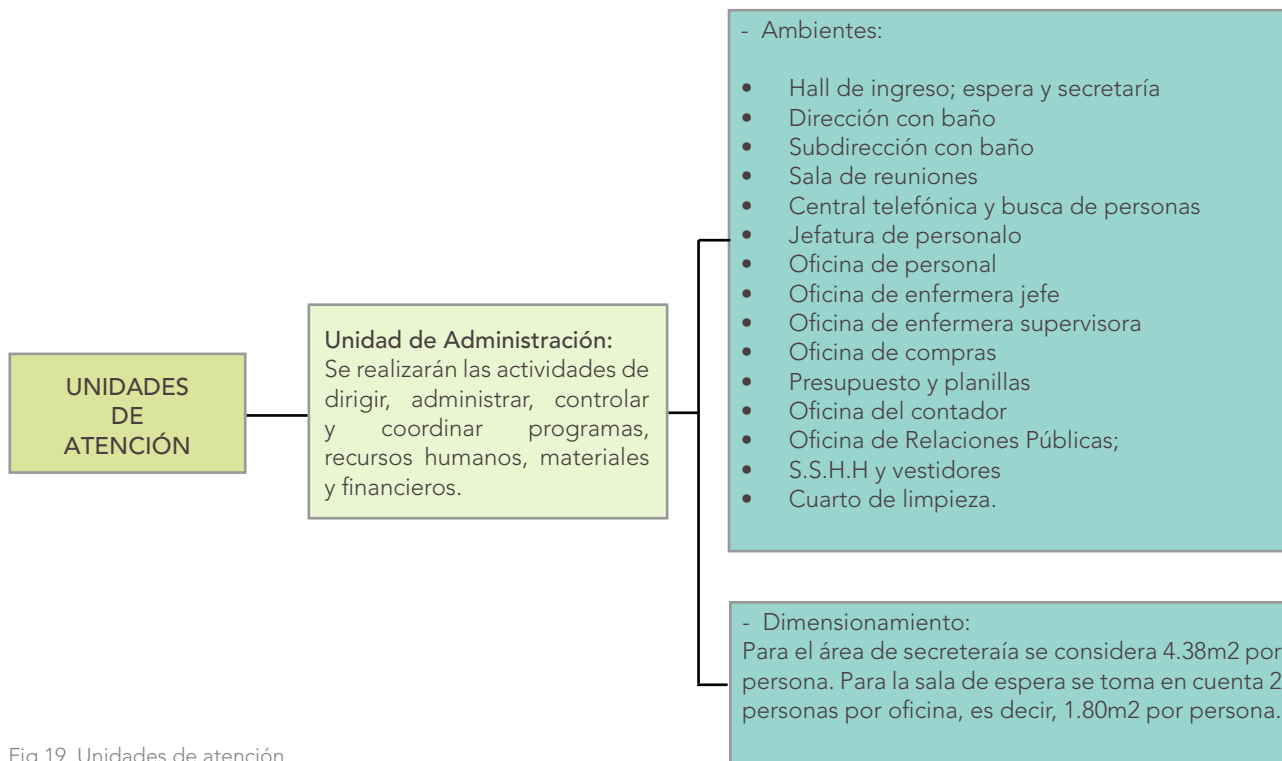 UNIDADES
DE
ATENCIÓN
Unidad de Administración:
Se realizarán las actividades de
dirigir, administrar, controlar
y coordinar programas,
recursos humanos, materiales
y financieros.
- Ambientes:
• Hall de ingreso; espera y secretaría
• Dirección con baño
• Subdirección con baño
• Sala de reuniones
• Central telefónica y busca de personas
• Jefatura de personalo
• Oficina de personal
• Oficina de enfermera jefe
• Oficina de enfermera supervisora
• Oficina de compras
• Presupuesto y planillas
• Oficina del contador
• Oficina de Relaciones Públicas;
• S.S.H.H y vestidores
• Cuarto de limpieza.
- Dimensionamiento:
Para el área de secreteraía se considera 4.38m2 por
persona. Para la sala de espera se toma en cuenta 2
personas por oficina, es decir, 1.80m2 por persona.
Fig 19. Unidades de atención